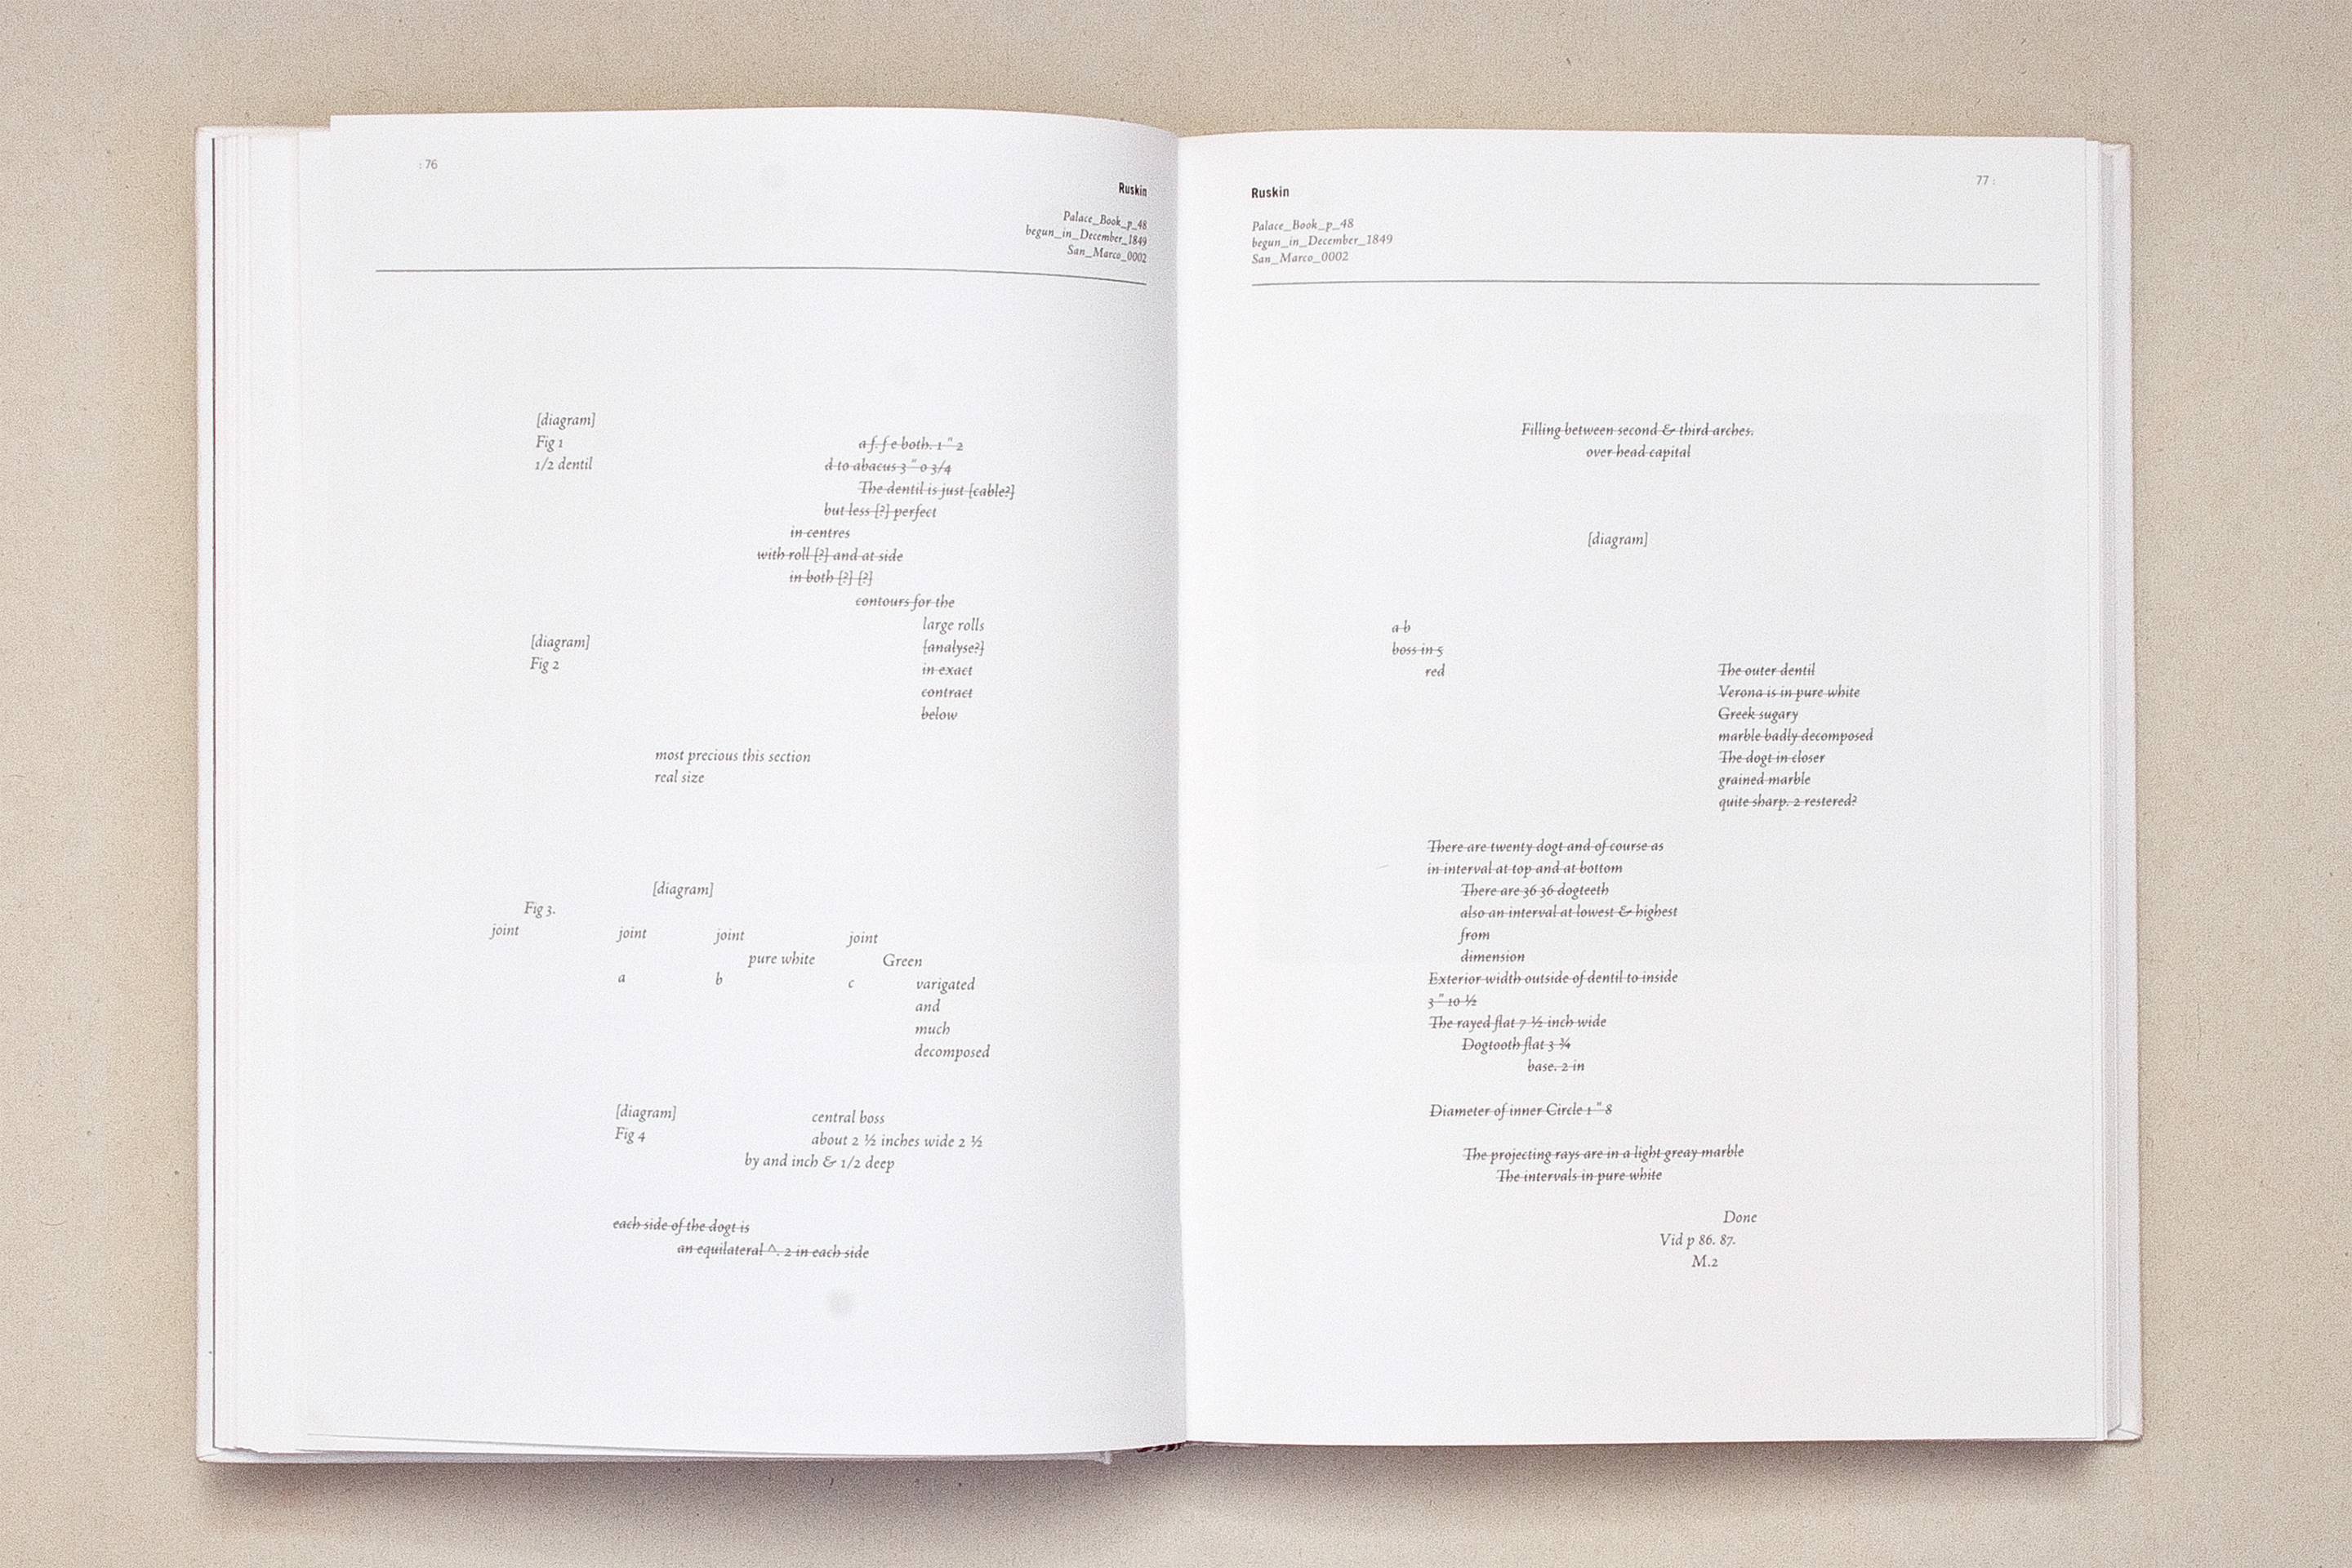 : 76
Ruskin
Palace_Book_p_48
begun_in_December_1849
San_Marco_0002
[diagram]
Fig 1
1/2 dentil
a f. f e both. 1 " 2
d to abacus 3 " 0 3/4
The dentil is just [cable?]
but less [?] perfect
in centres
with roll [?] and at side
in both [?] [?]
contours for the
large rolls
[analyse?]
in exact
contract
below
[diagram]
Fig 2
most precious this section
real size
[diagram]
Fig 3.
joint joint joint joint
pure white Green
a b c varigated
and
much
decomposed
[diagram]
Fig 4
central boss
about 2 ½ inches wide 2 ½
by and inch & 1/2 deep
each side of the dogt is
an equilateral ^. 2 in each side
77 :
Ruskin
Palace_Book_p_48
begun_in_December_1849
San_Marco_0002
Filling between second & third arches.
over head capital
[diagram]
a b
boss in 5
red
The outer dentil
Verona is in pure white
Greek sugary
marble badly decomposed
The dogt in closer
grained marble
quite sharp. 2 restered?
There are twenty dogt and of course as
in interval at top and at bottom
There are 36 36 dogteeth
also an interval at lowest & highest
from
dimension
Exterior width outside of dentil to inside
3 " 10 ½
The rayed flat 7 ½ inch wide
Dogtooth flat 3 ¾
base. 2 in
Diameter of inner Circle 1 " 8
The projecting rays are in a light greay marble
The intervals in pure white
Done
Vid p 86. 87.
M.2